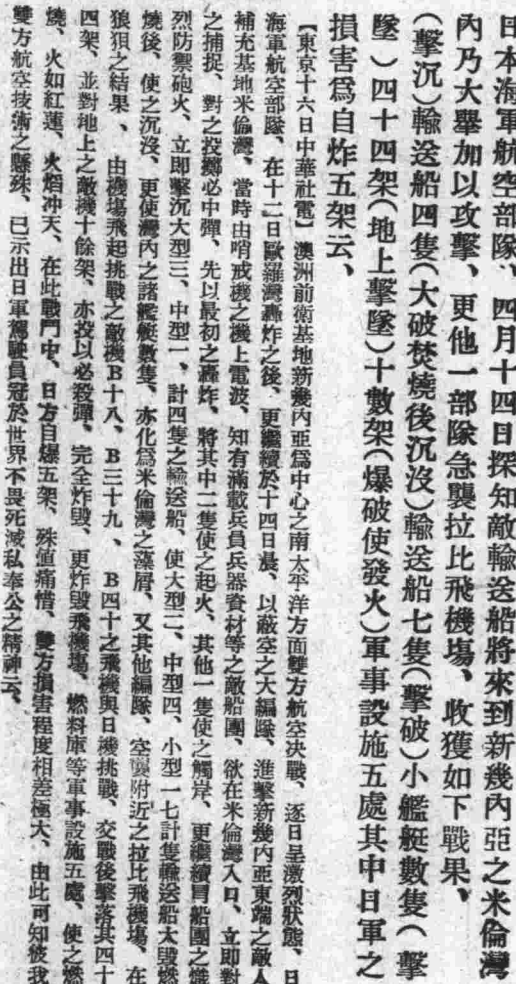 日本海軍航空部隊、四月十四日探知敵輸送船將來到新幾內亞之米倫灣
內乃大舉加以攻擊、更他一部隊急襲拉比飛機塲、收獲如下戰果、
(擊沉)輸送船四隻(大破焚燒後沉沒)輸送船七隻(擊破)小艦艇數隻(擊
墜)四十四架(地上擊墜)十數架(爆破使發火)軍事設施五處其中日軍之
損害爲自炸五架云、
【東京十六日中華社電】澳洲前衛基地新幾內亞爲中心之南太平洋方面雙方航空决戰、逐日呈激烈狀態、日
海軍航空部隊、在十二日歐羅灣轟炸之後、更繼續於十四日晨、以蔽空之大編隊、進擊新幾內亞東端之敵人
補充基地米倫灣、當時由哨戒機之機上電波、知有滿載兵員兵器資材等之敵船團、欲在米倫灣入口、立即對
之捕捉、對之投擲必中彈、先以最初之轟炸、將其中二隻使之起火、其他一隻使之觸岸、更繼續冒船團之熾
烈防禦砲火、立即擊沉大型三、中型一、計四隻之輸送船、使大型二、中型四、小型一七計隻輸送船大毀燃
燒後、使之沉沒、更使灣內之諸艦艇數隻、亦化爲米倫灣之藻屑、又其他編隊、空襲附近之拉比飛機塲、在
狼狽之結果、由機塲飛起挑戰之敵機B十八、B三十九、B四十之飛機與日機挑戰、交戰後擊落其四十
四架、並對地上之敵機十餘架、亦投以必殺彈、完全炸毀、更炸毀飛機塲、燃料庫等軍事設施五處、使之燃
燒、火如紅蓮、火焰冲天、在此戰鬥中、日方自爆五架、殊値痛惜、雙方損害程度相差極大、由此可知彼我
雙方航空技術之懸殊、已示出日軍駕駛員冠於世界不畏死滅私奉公之精神云、